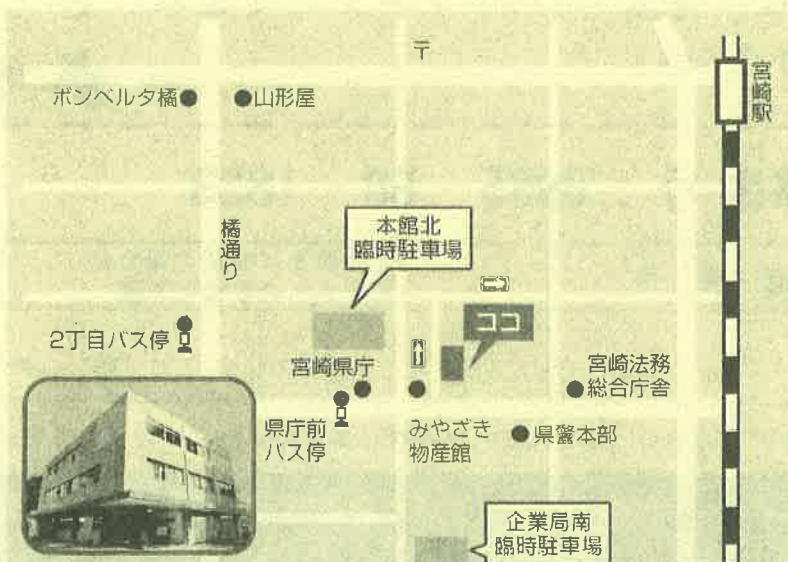 〒
宮崎駅
ボンベルタ橘
山形屋
橘通り
本館北
臨時駐車場
ココ
2丁目バス停
宮崎県庁
宮崎法務
総合庁舎
県庁前
バス停
みやざき
物産館
県警本部
企業局南
臨時駐車場